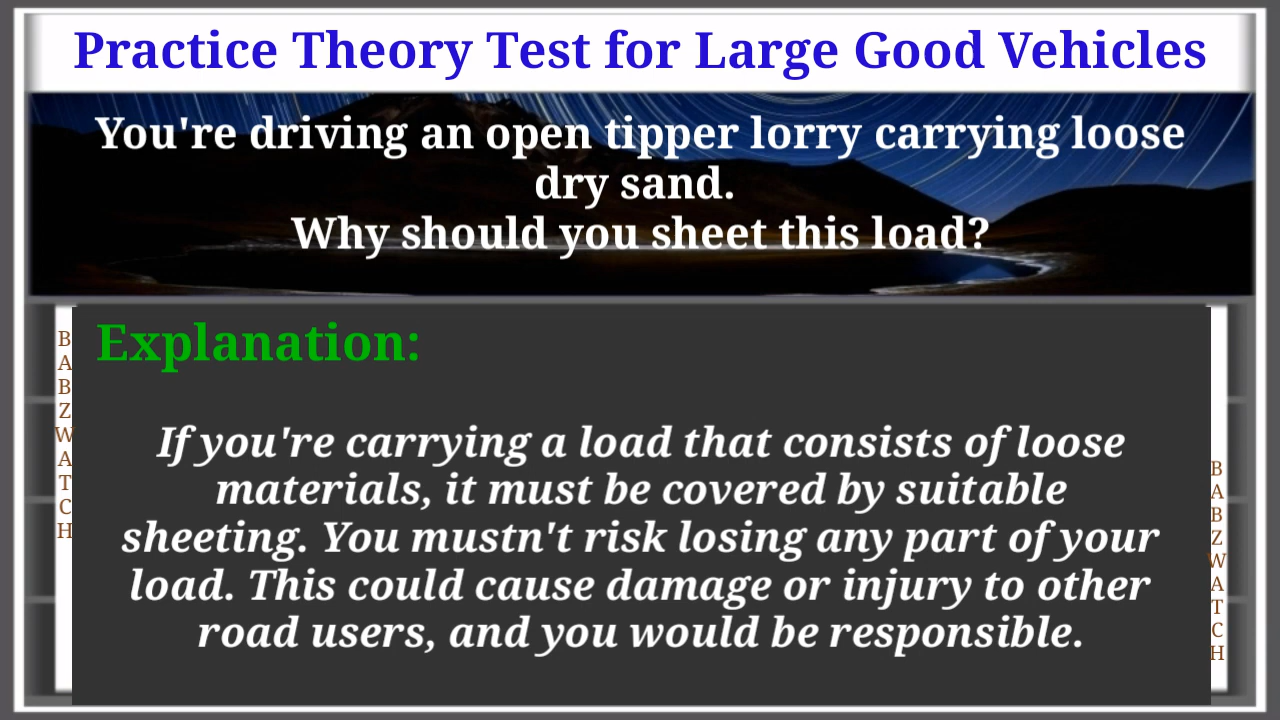 Practice Theory Test for Large Good Vehicles
You're driving an open tipper lorry carrying loose
dry sand.
Why should you sheet this load?
Explanation:
If you're carrying a load that consists of loose
materials, it must be covered by suitable
sheeting. You mustn't risk losing any part of your
load. This could cause damage or injury to other
road users, and you would be responsible.
BABZWATCH
BABZWATCH